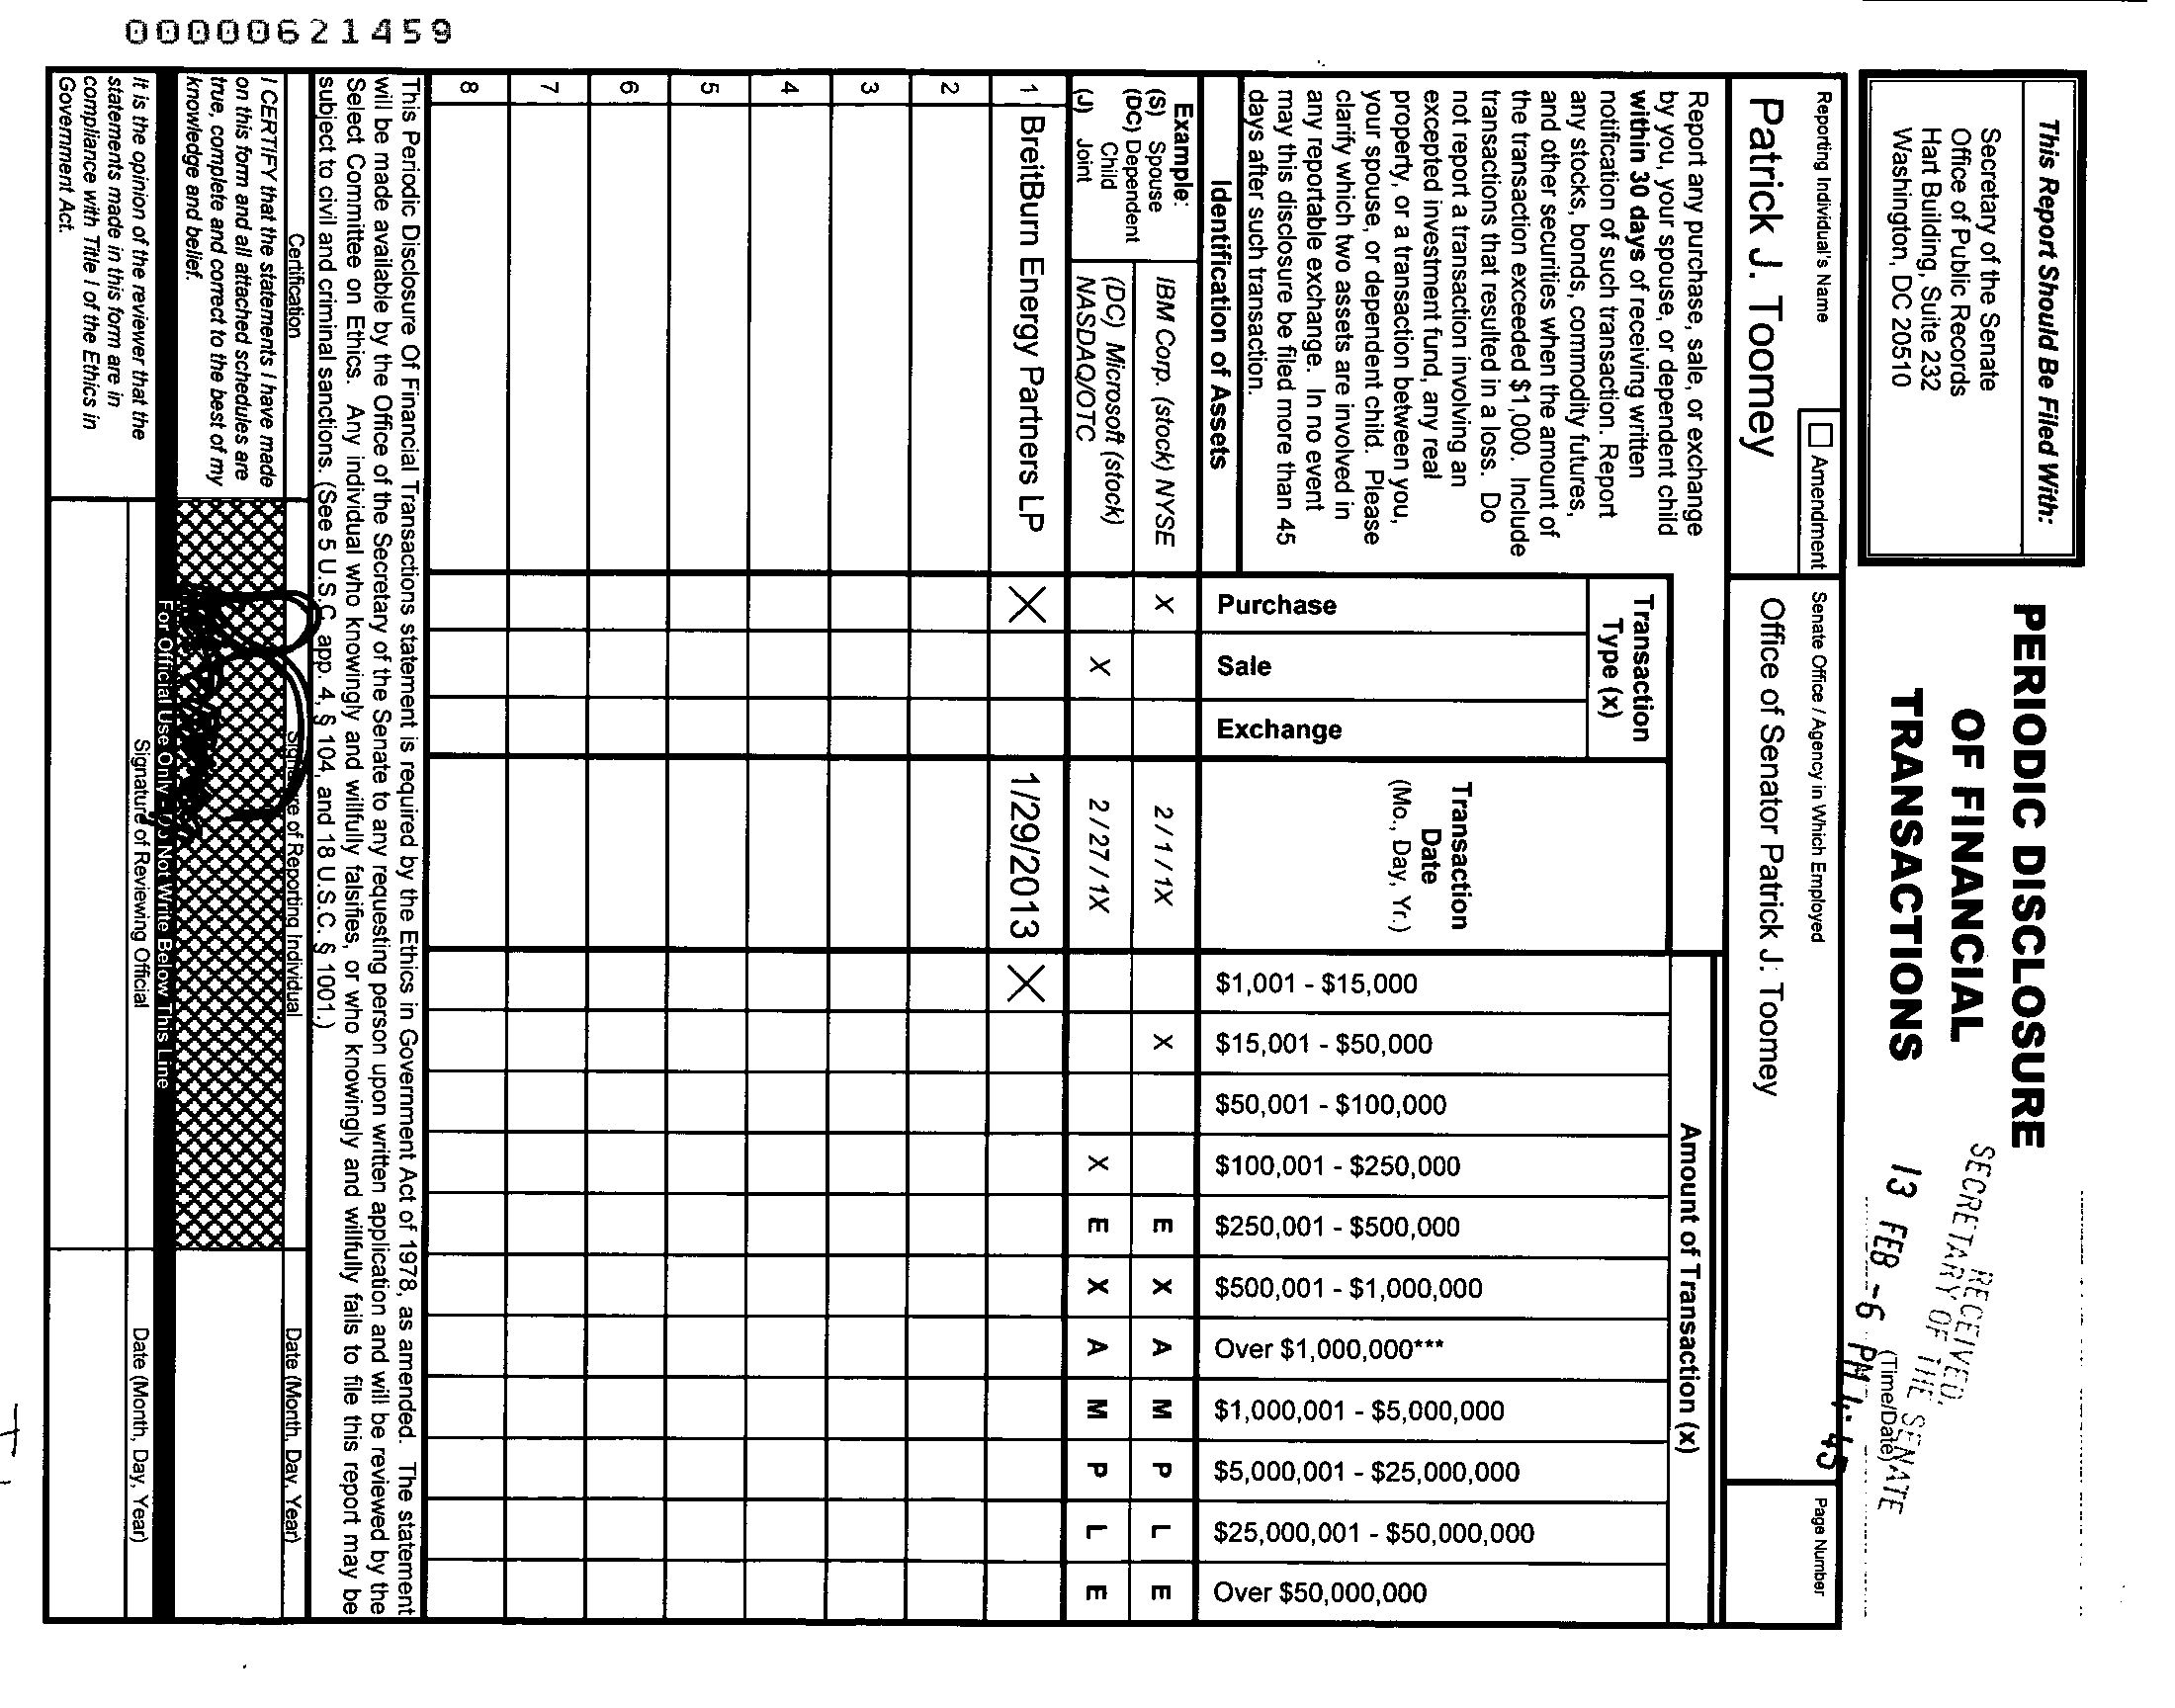 00000621459
This Report Should Be Filed With:
Secretary of the Senate
Office of Public Records
Hart Building, Suite 232
Washington, DC 20510
PERIODIC DISCLOSURE
OF FINANCIAL
TRANSACTIONS
RECEIVED
SECRETARY OF THE SENATE
(Time/Date)
13 FEB -6 PM 4:45
Reporting Individual's Name
Amendment
Patrick J. Toomey
Senate Office / Agency in Which Employed
Office of Senator Patrick J. Toomey
Page Number
Report any purchase, sale, or exchange
by you, your spouse, or dependent child
within 30 days of receiving written
notification of such transaction. Report
any stocks, bonds, commodity futures,
and other securities when the amount of
the transaction exceeded $1,000. Include
transactions that resulted in a loss. Do
not report a transaction involving an
excepted investment fund, any real
property, or a transaction between you,
your spouse, or dependent child. Please
clarify which two assets are involved in
any reportable exchange. In no event
may this disclosure be filed more than 45
days after such transaction.
Transaction
Type (x)
Amount of Transaction (x)
Identification of Assets
Purchase
Sale
Exchange
Transaction
Date
(Mo., Day, Yr.)
$1,001 - $15,000
$15,001 - $50,000
$50,001 - $100,000
$100,001 - $250,000
$250,001 - $500,000
$500,001 - $1,000,000
Over $1,000,000***
$1,000,001 - $5,000,000
$5,000,001 - $25,000,000
$25,000,001 - $50,000,000
Over $50,000,000
Example:
(S) Spouse
(DC) Dependent
Child
(J) Joint
IBM Corp. (stock) NYSE X 2 / 1 / 1X X E X A M P L E
(DC) Microsoft (stock)
NASDAQ/OTC X 2 / 27 / 1X X E X A M P L E
1 BreitBurn Energy Partners LP X 1/29/2013 X
2
3
4
5
6
7
8
This Periodic Disclosure Of Financial Transactions statement is required by the Ethics in Government Act of 1978, as amended. The statement
will be made available by the Office of the Secretary of the Senate to any requesting person upon written application and will be reviewed by the
Select Committee on Ethics. Any individual who knowingly and willfully falsifies, or who knowingly and willfully fails to file this report may be
subject to civil and criminal sanctions. (See 5 U.S.C. app. 4, § 104, and 18 U.S.C. § 1001.)
Certification
Signature of Reporting Individual
Date (Month, Day, Year)
I CERTIFY that the statements I have made
on this form and all attached schedules are
true, complete and correct to the best of my
knowledge and belief.
For Official Use Only - Do Not Write Below This Line
It is the opinion of the reviewer that the
statements made in this form are in
compliance with Title I of the Ethics in
Government Act.
Signature of Reviewing Official
Date (Month, Day, Year)